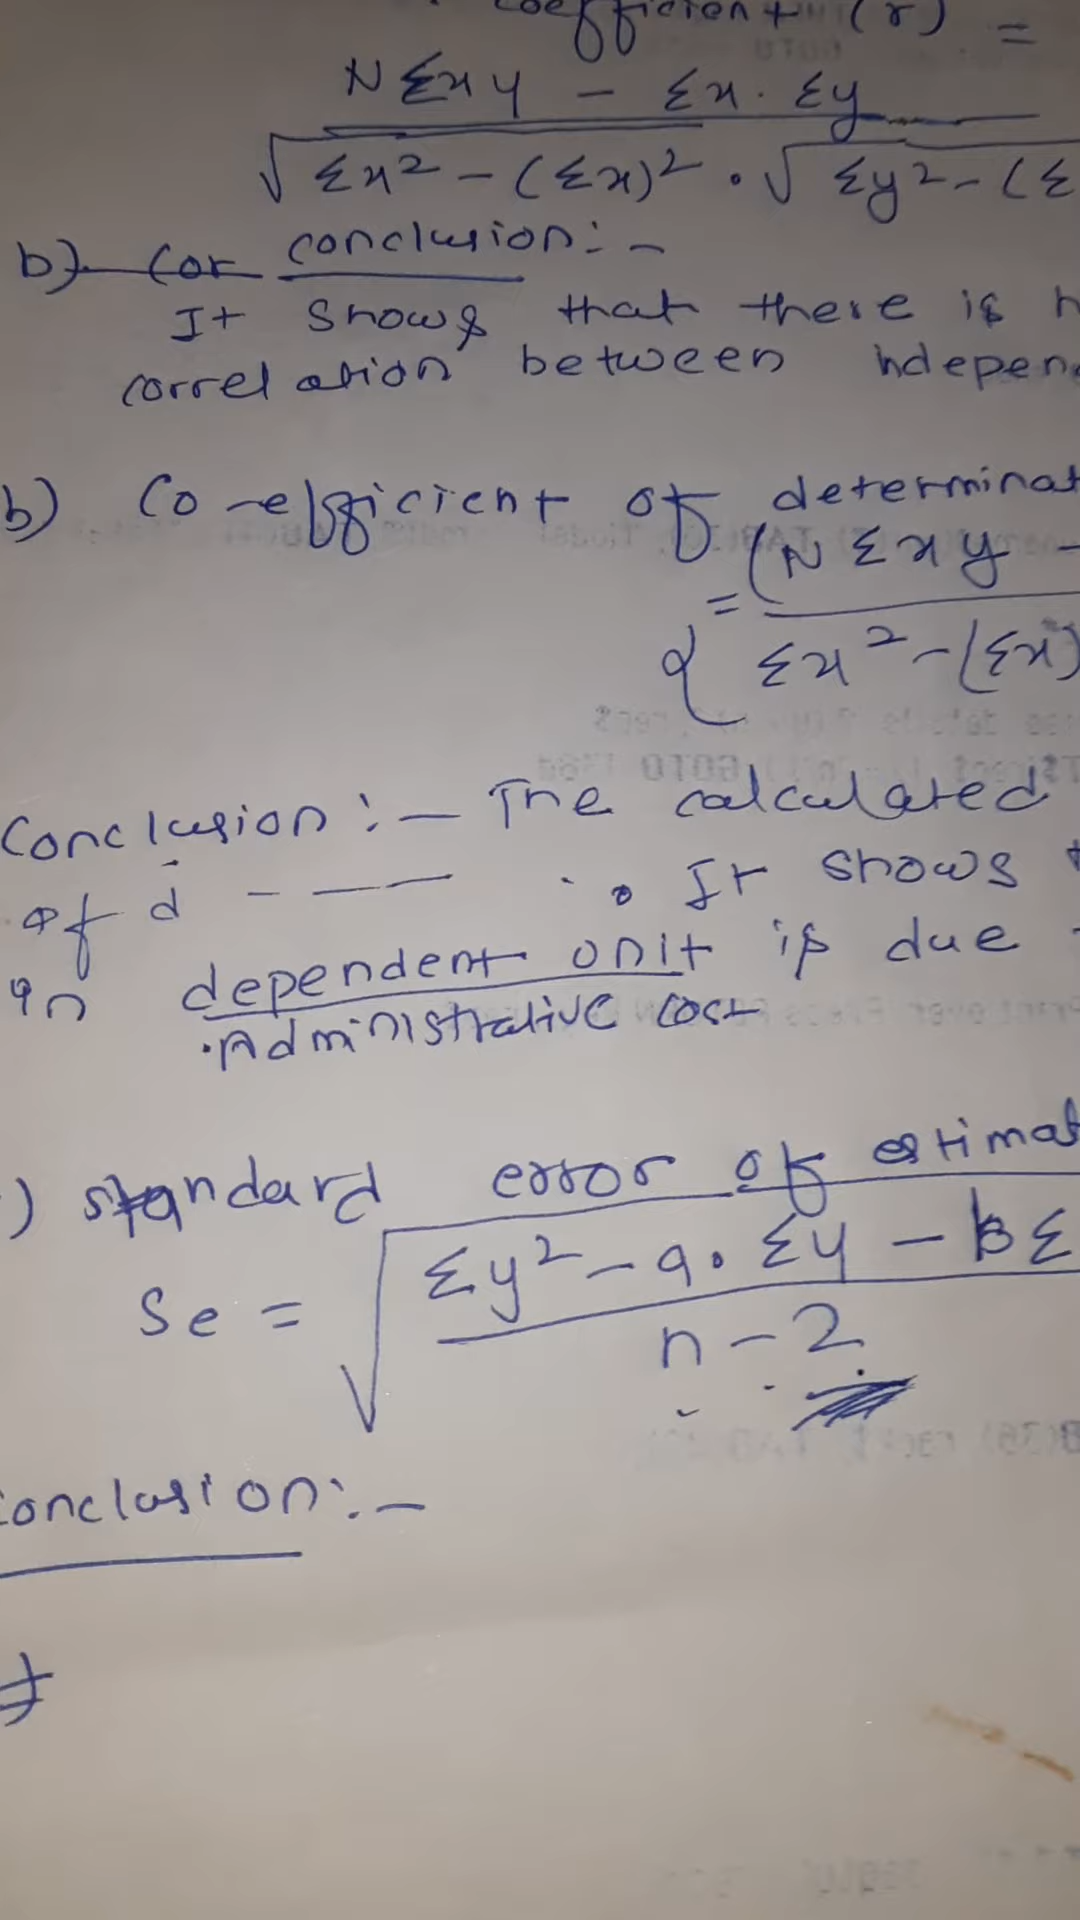 coefficient (r) =
N Σxy - Σx. Σy
√Σx² - (Σx)² . √Σy² - (Σ
b) Cor conclusion:-
It shows that there is h
correlation between indepen
b) Co-efficient of determinat
= (N Σxy -
{ Σx² - (Σx)
Conclusion:- The calculated
of d - — — . . It shows
in dependent unit is due
Administrative cost
) standard error of estimat
Se = √Σy² - a. Σy - bΣ
n - 2
Conclusion:-